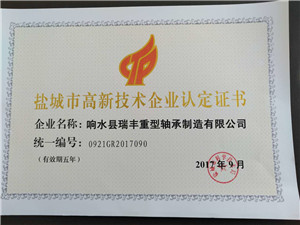 盐城市高新技术企业认定证书
企业名称：响水县瑞丰重型轴承制造有限公司
统一编号：0921GR2017090
（有效期五年）
2017年9月